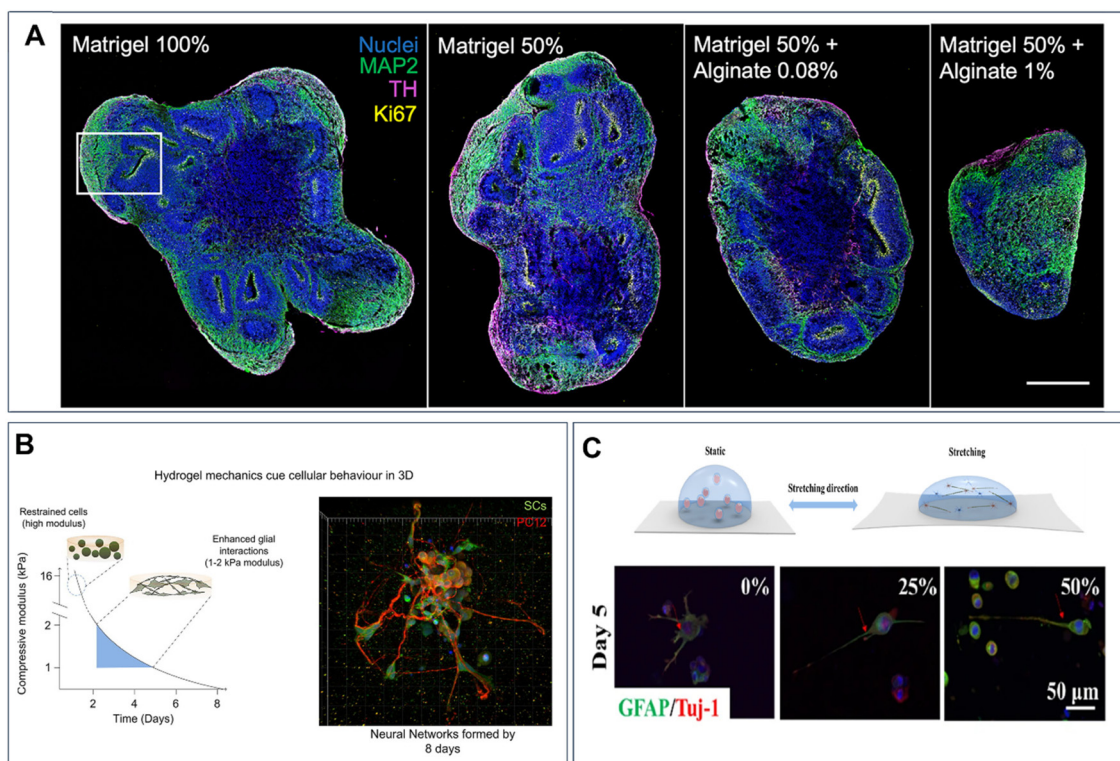 A
Matrigel 100%
Nuclei
MAP2
TH
Ki67
Matrigel 50%
Matrigel 50% +
Alginate 0.08%
Matrigel 50% +
Alginate 1%
B
Hydrogel mechanics cue cellular behaviour in 3D
Restrained cells
(high modulus)
Enhanced glial
interactions
(1-2 kPa modulus)
Compressive modulus (kPa)
16
2
1
2
4
6
8
Time (Days)
SCs
PC12
Neural Networks formed by
8 days
C
Static
Stretching
Stretching direction
Day 5
0%
25%
50%
GFAP/Tuj-1
50 µm